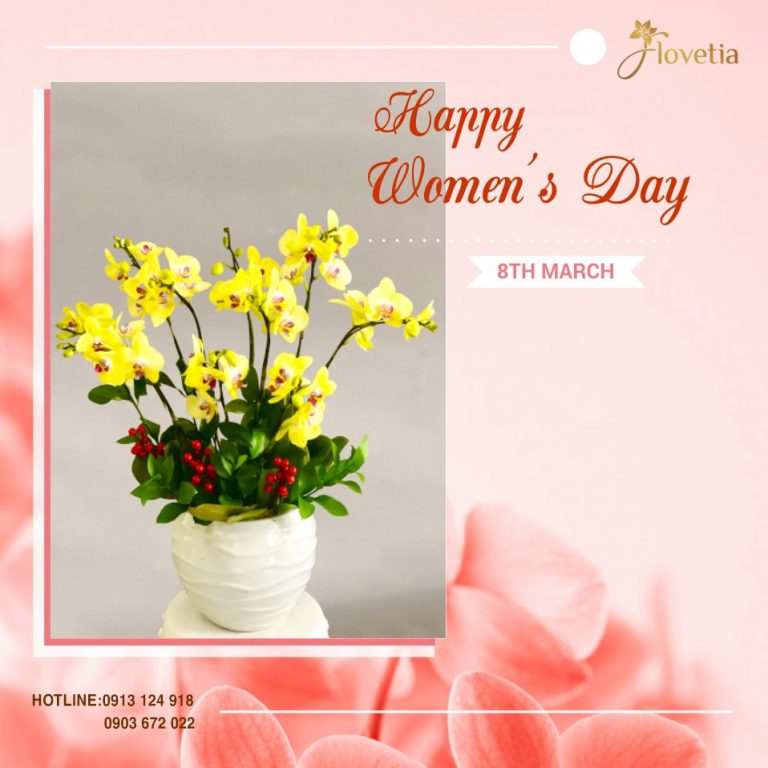 Flovetia
Happy
Women's Day
8TH MARCH
HOTLINE:0913 124 918
0903 672 022